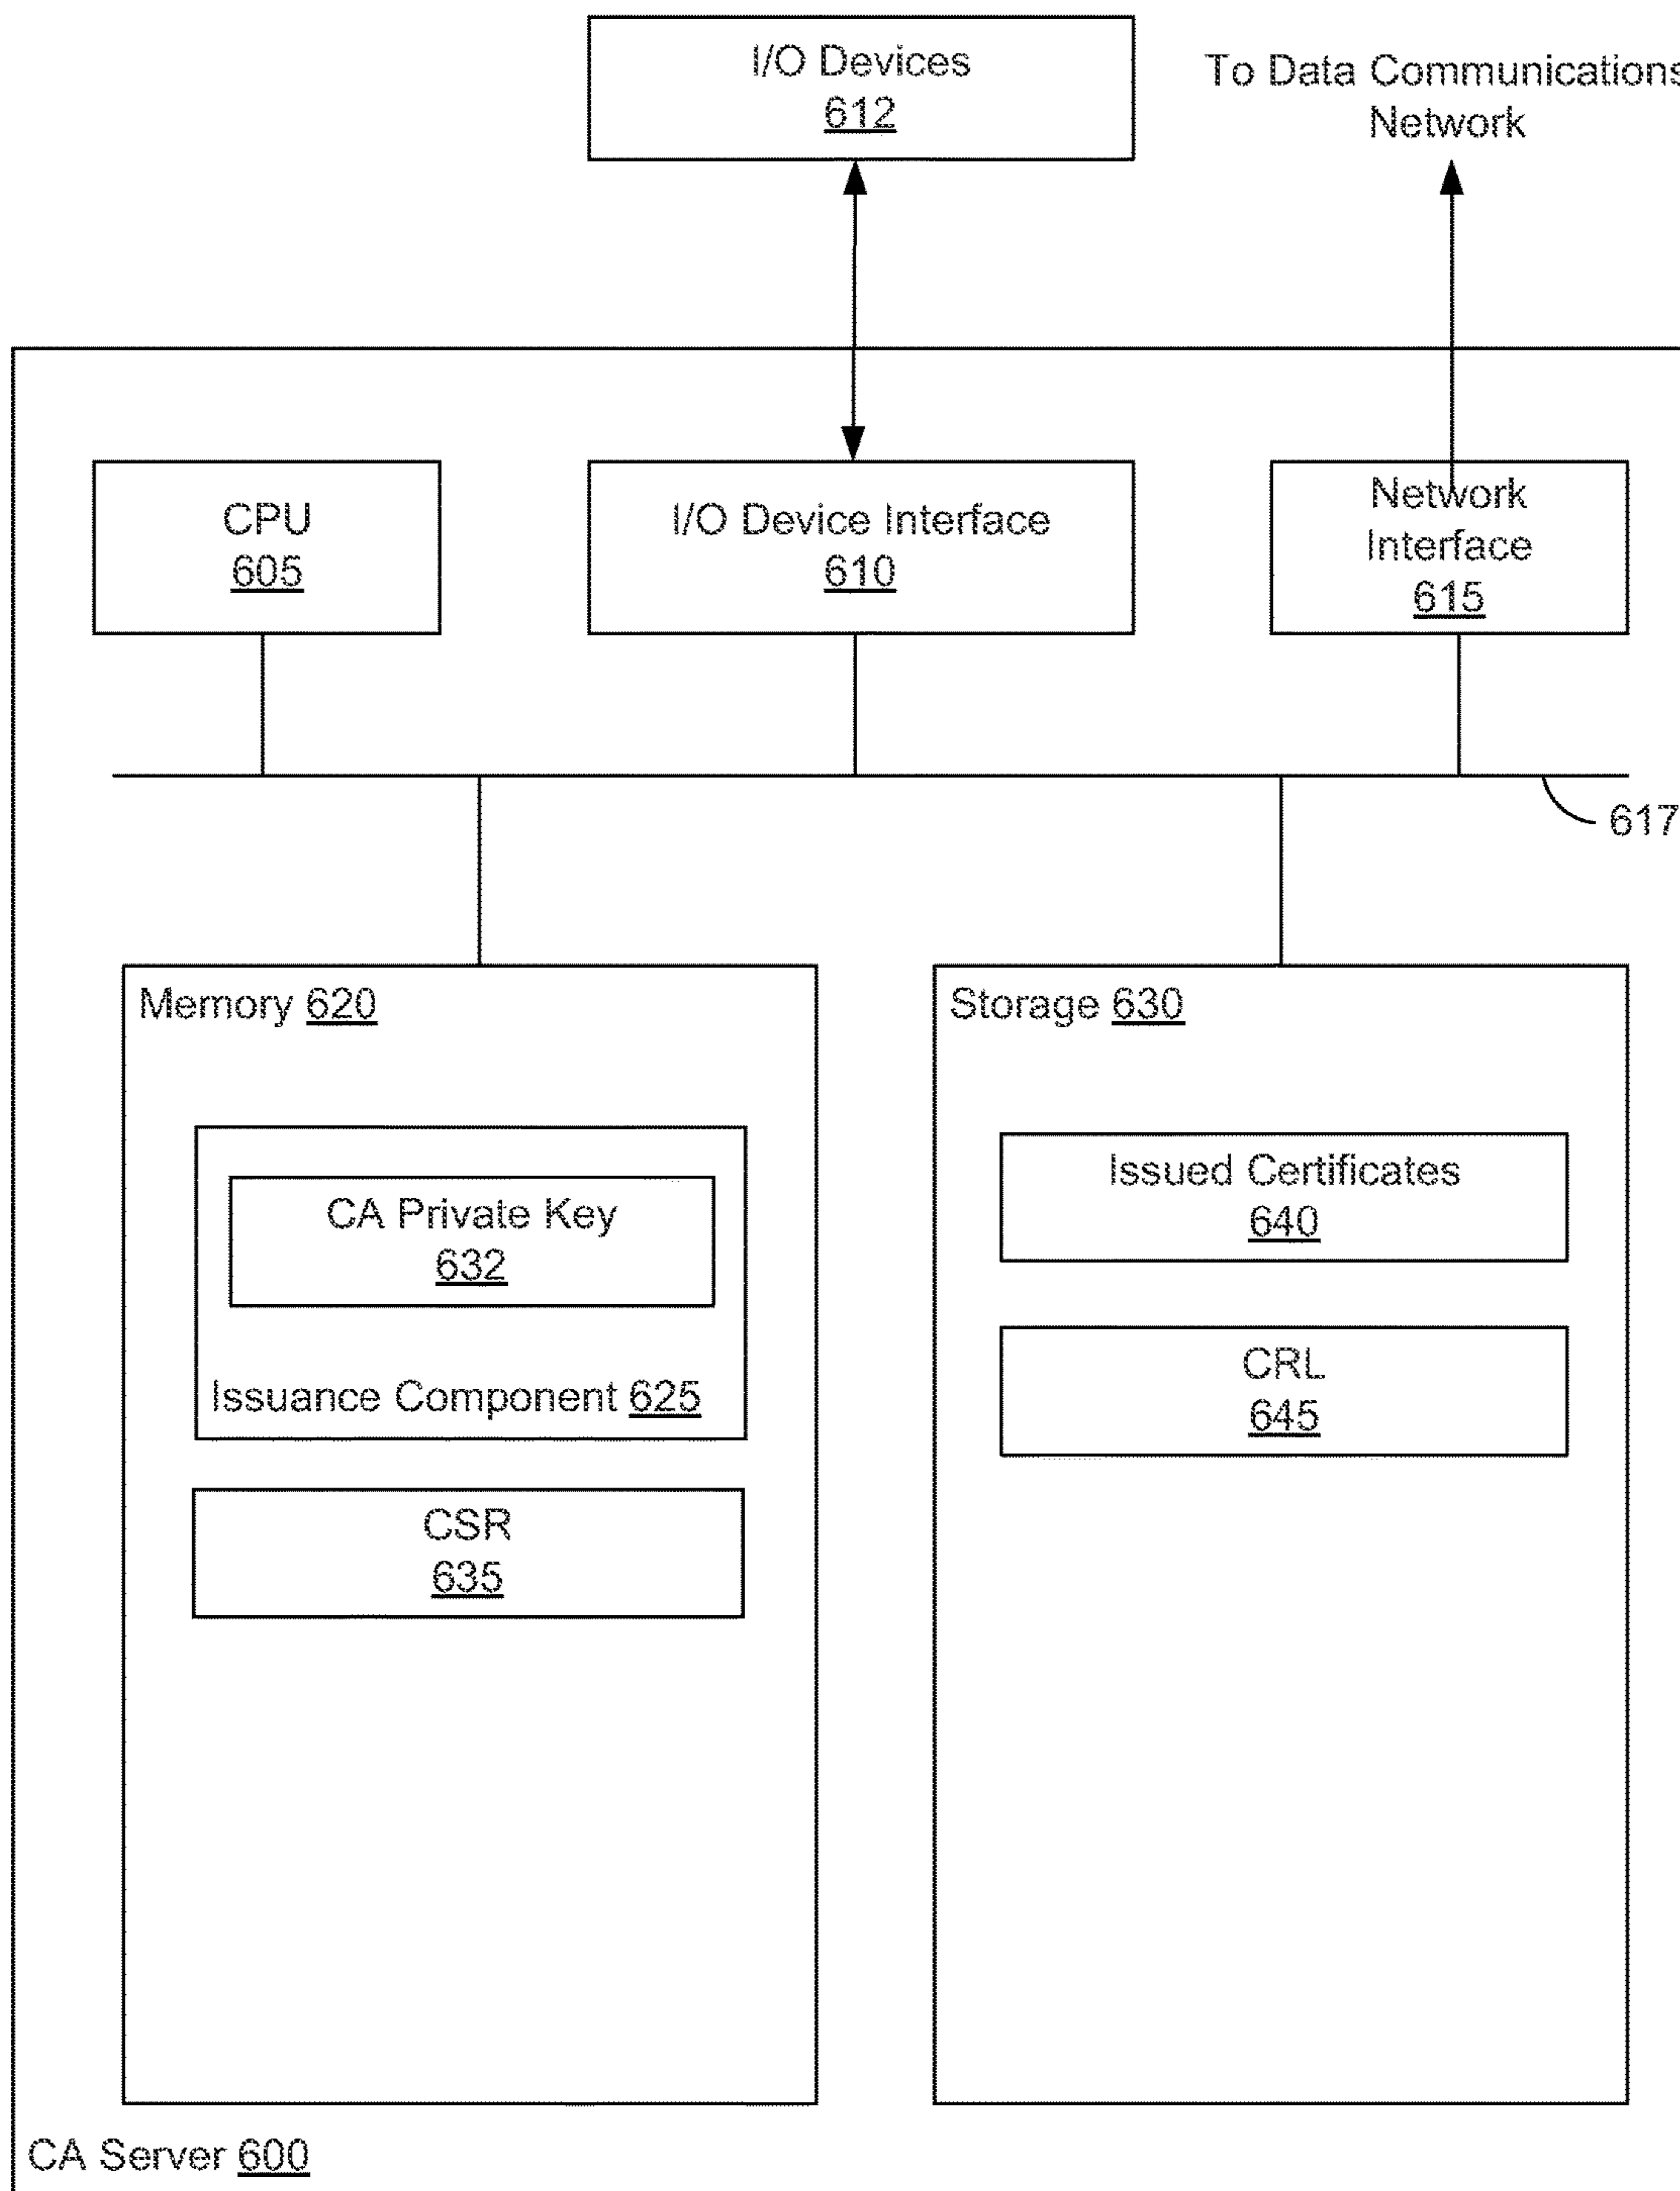 I/O Devices
612
To Data Communications
Network
CPU
605
I/O Device Interface
610
Network
Interface
615
617
Memory 620
CA Private Key
632
Issuance Component 625
CSR
635
Storage 630
Issued Certificates
640
CRL
645
CA Server 600